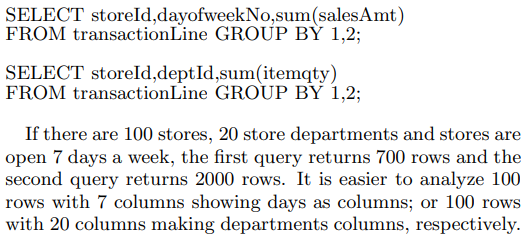 SELECT storeId,dayofweekNo,sum(salesAmt)
FROM transactionLine GROUP BY 1,2;
SELECT storeId,deptId,sum(itemqty)
FROM transactionLine GROUP BY 1,2;
If there are 100 stores, 20 store departments and stores are
open 7 days a week, the first query returns 700 rows and the
second query returns 2000 rows. It is easier to analyze 100
rows with 7 columns showing days as columns; or 100 rows
with 20 columns making departments columns, respectively.